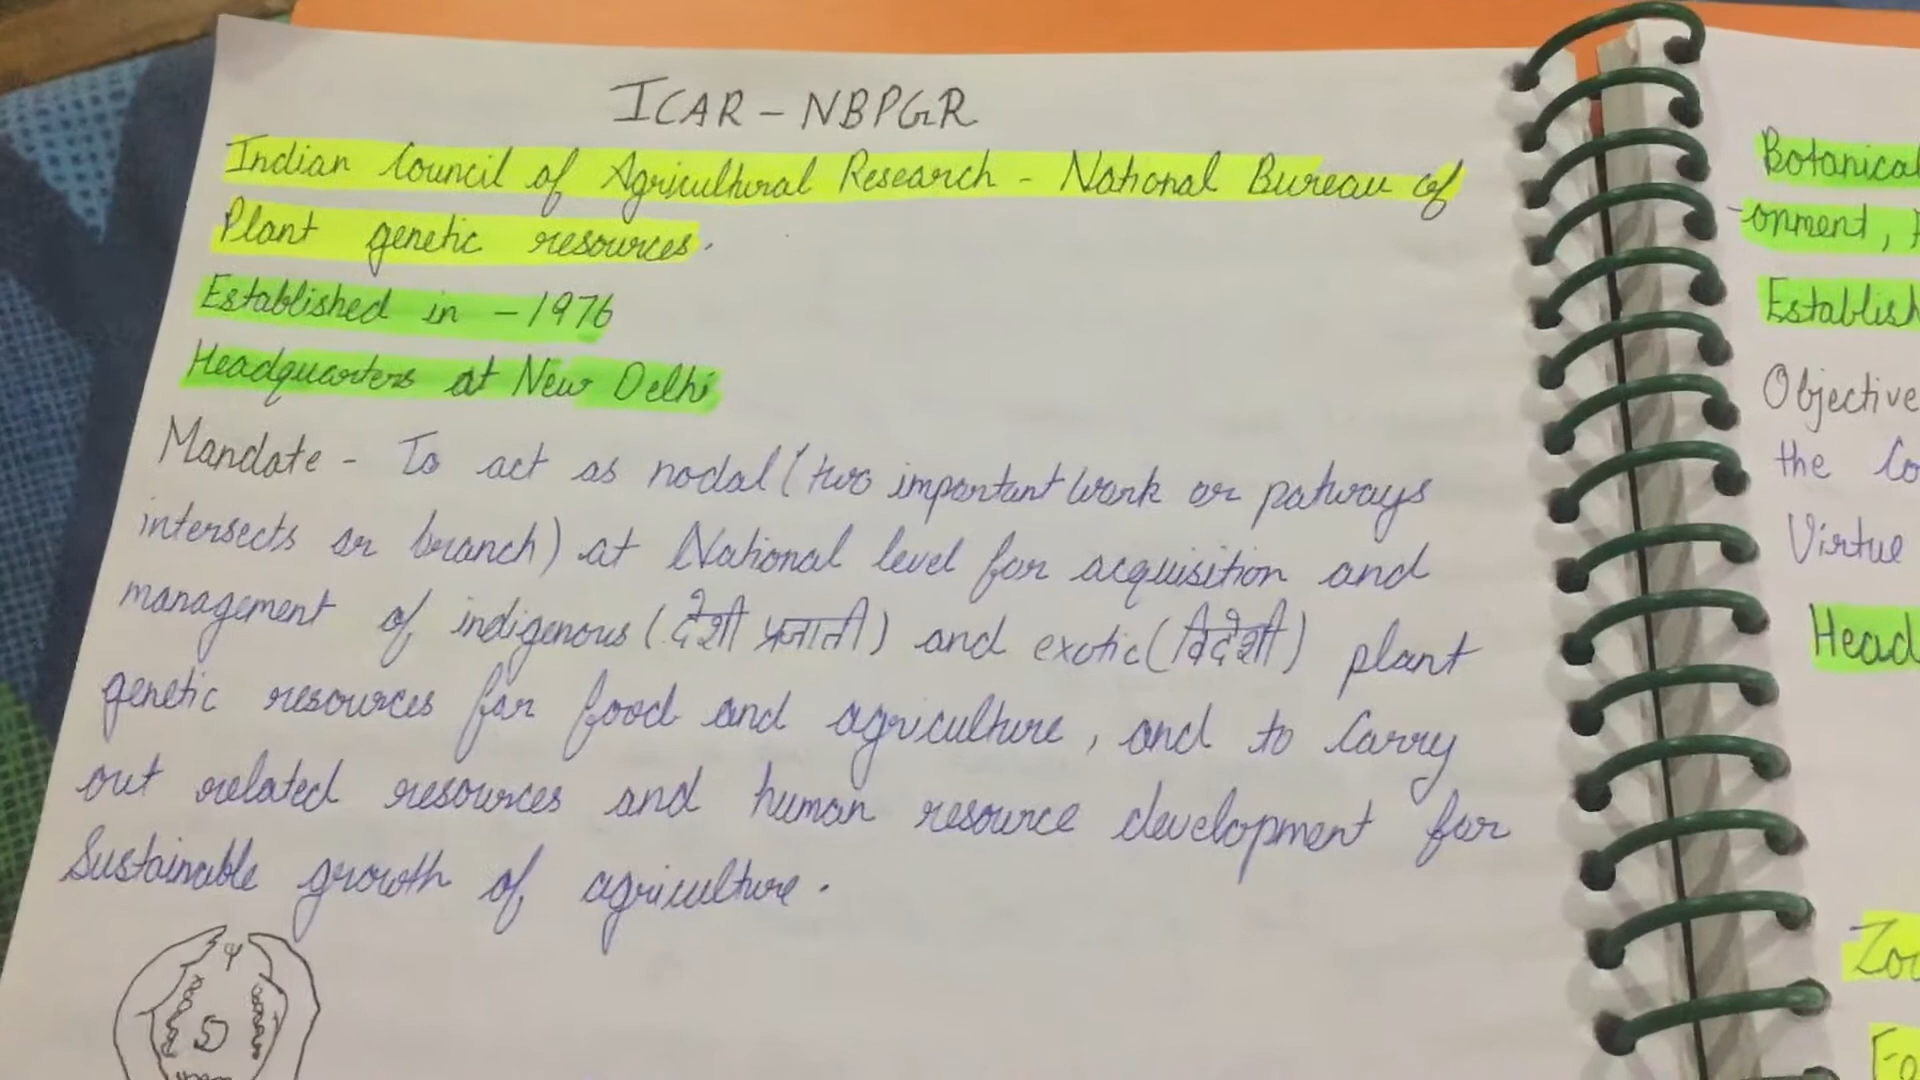 ICAR - NBPGR
Indian Council of Agricultural Research - National Bureau of
Plant genetic resources.
Established in - 1976
Headquarters at New Delhi
Mandate - To act as nodal (two important work or patways
intersects or branch) at National level for acquisition and
management of indigenous (देशी प्रजाती) and exotic (विदेशी) plant
genetic resources for food and agriculture, and to carry
out related resources and human resource development for
Sustainable growth of agriculture.
Botanical
-onment,
Establish
Objective
the Co
Virtue
Head
Zoo